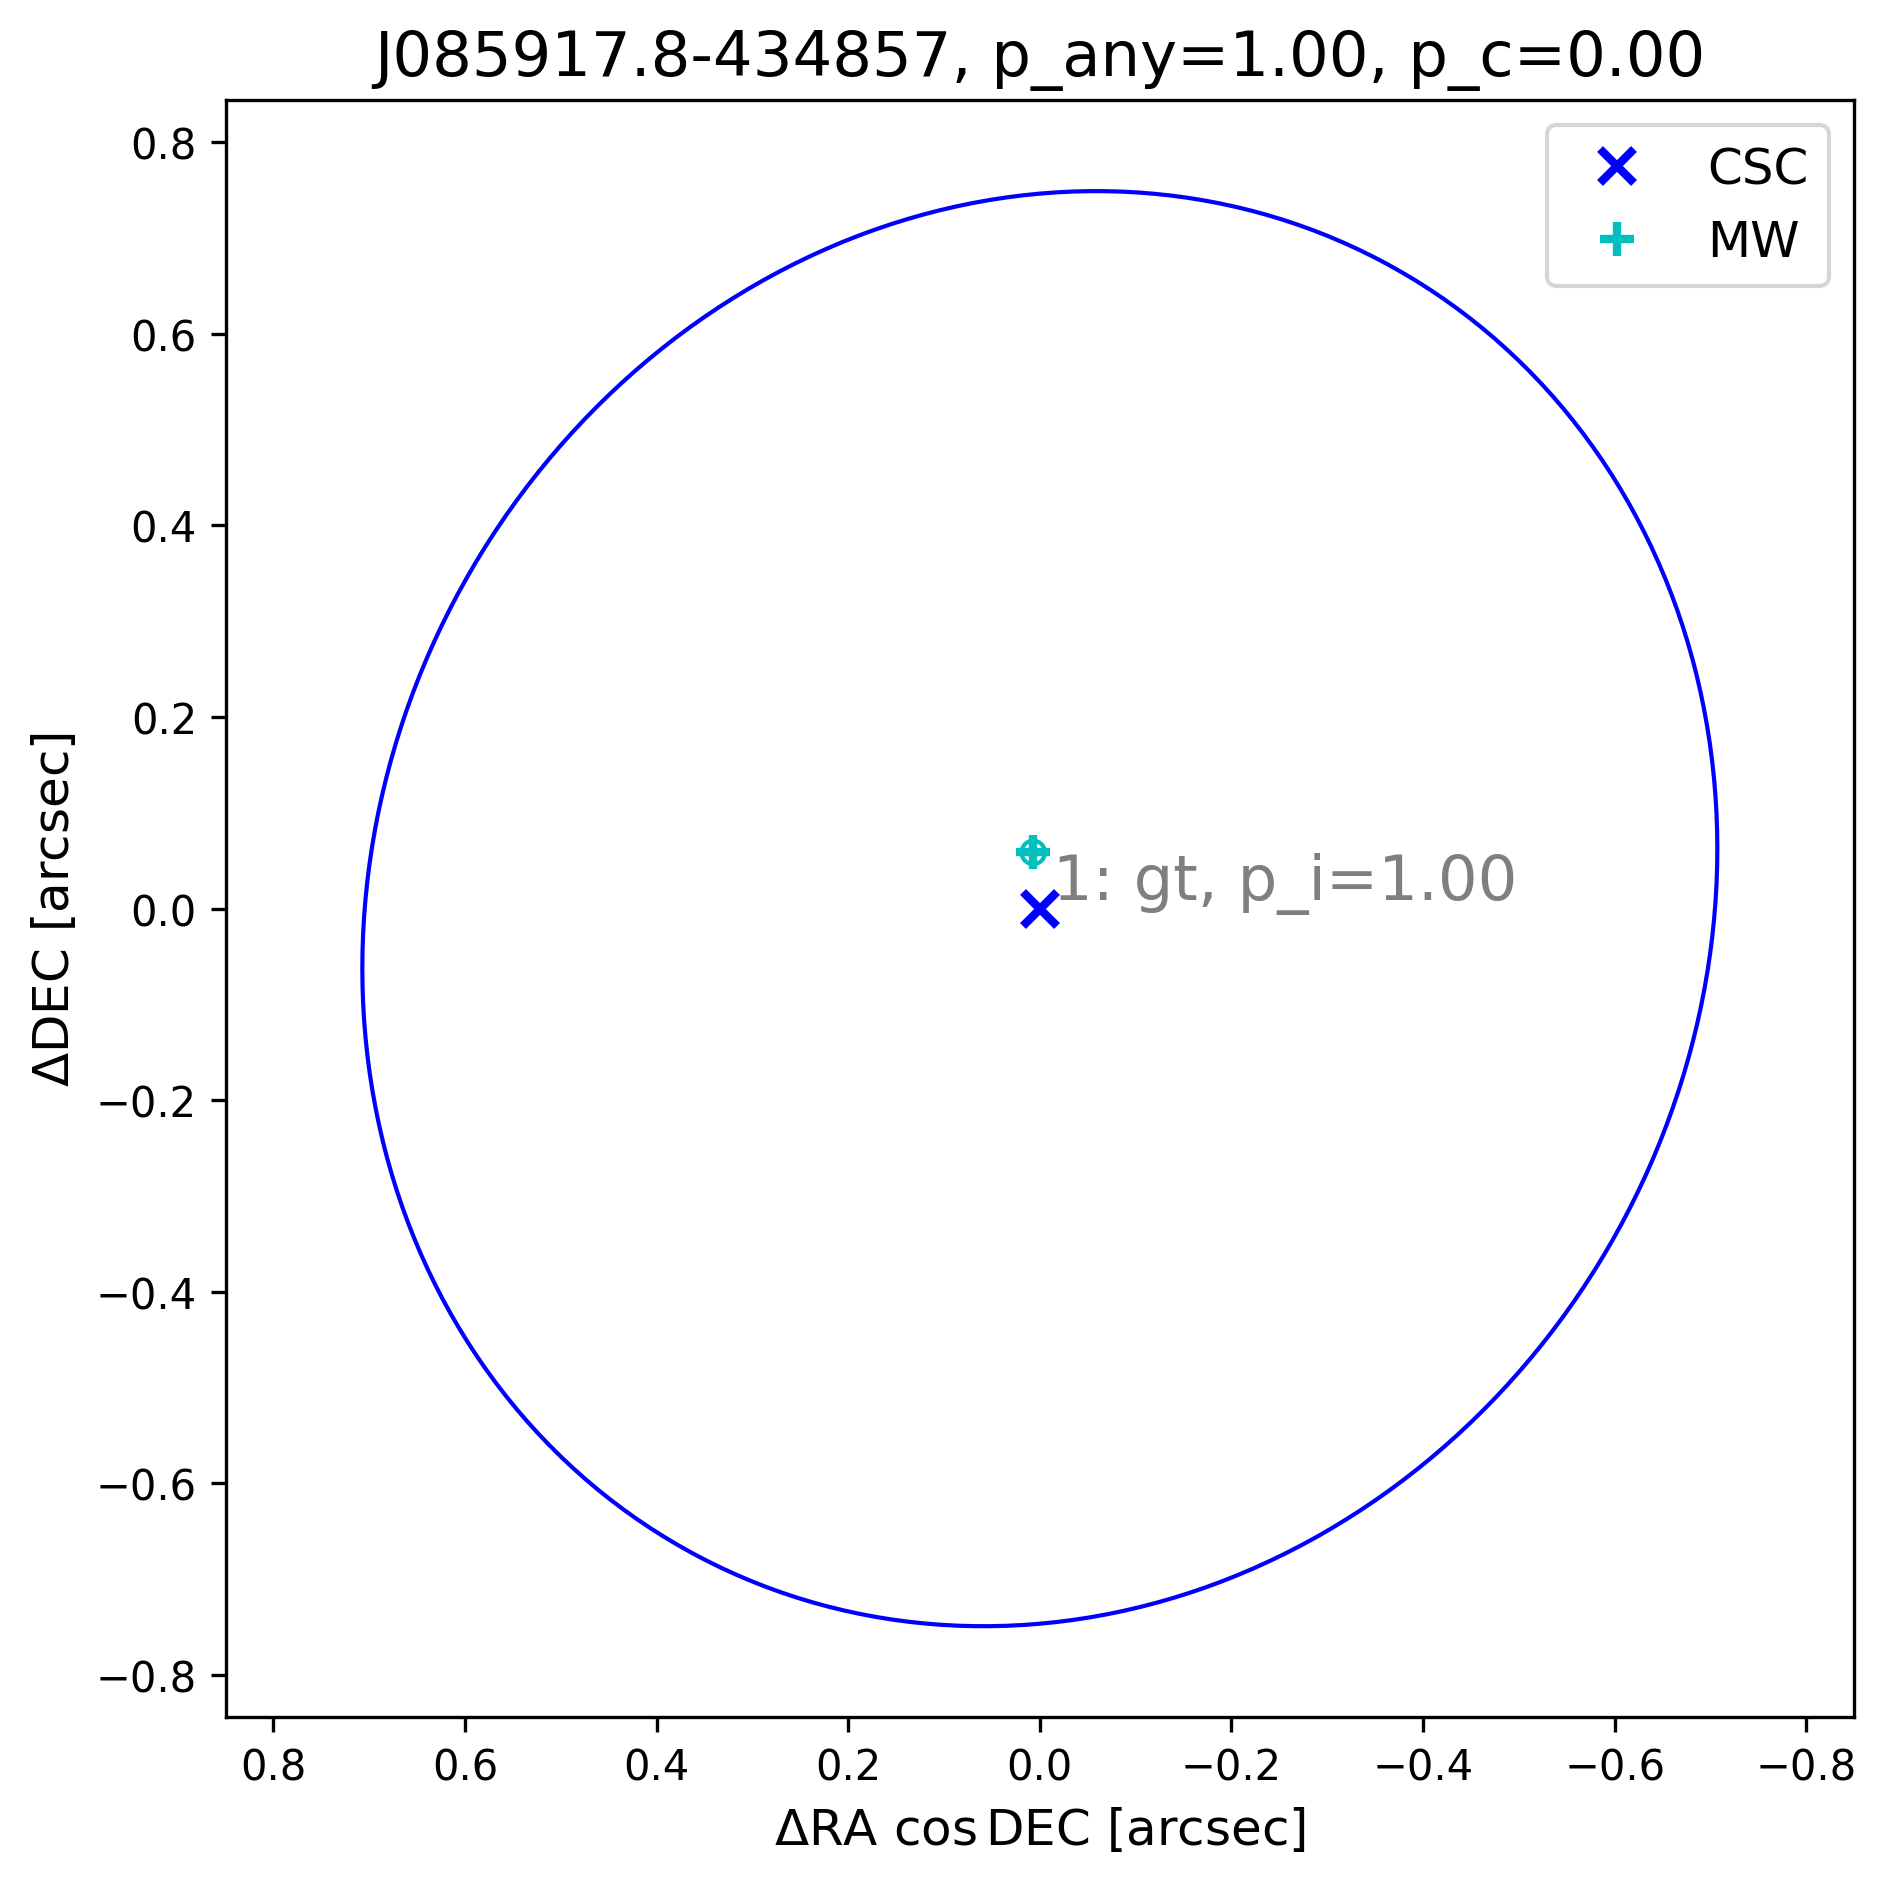 J085917.8-434857, p_any=1.00, p_c=0.00
CSC
MW
0.8
0.6
0.4
0.2
0.0
−0.2
−0.4
−0.6
−0.8
ΔDEC [arcsec]
1: gt, p_i=1.00
0.8 0.6 0.4 0.2 0.0 −0.2 −0.4 −0.6 −0.8
ΔRA cos DEC [arcsec]